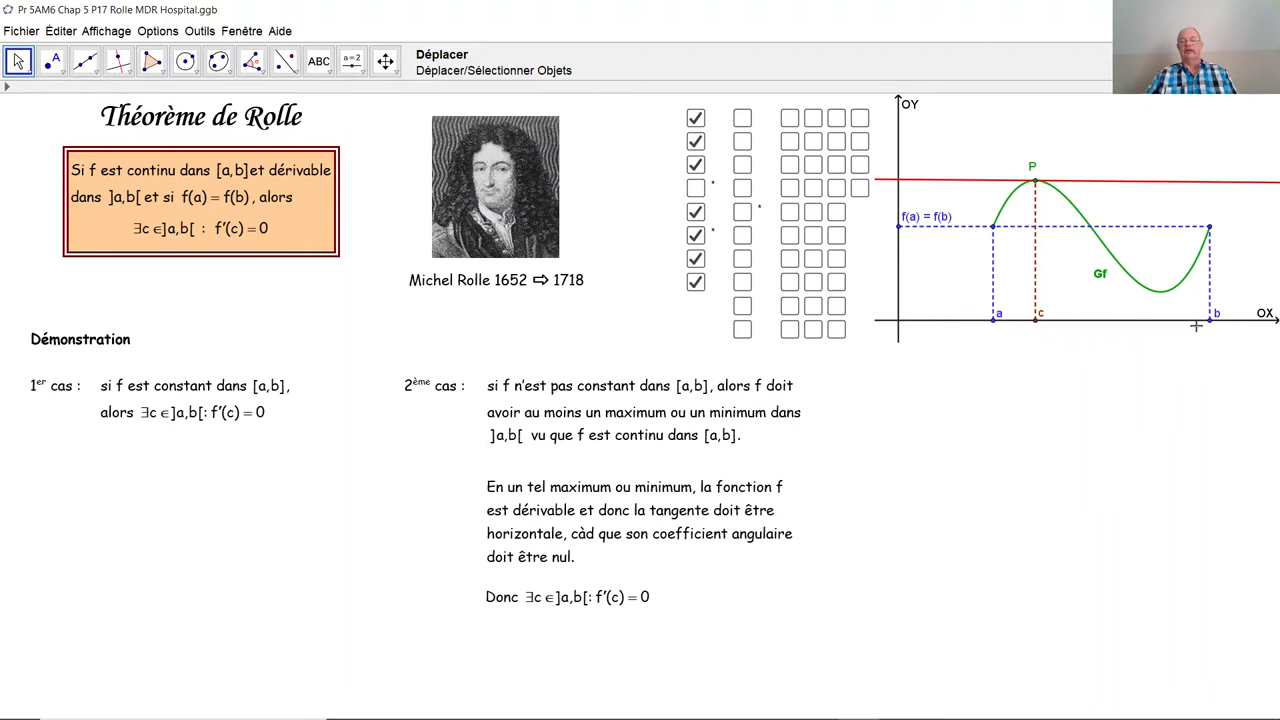 Pr 5AM6 Chap 5 P17 Rolle MDR Hospital.ggb
Fichier Éditer Affichage Options Outils Fenêtre Aide
A
ABC
a=2
Déplacer
Déplacer/Sélectionner Objets
Théorème de Rolle
Si f est continu dans [a,b]et dérivable
dans ]a,b[ et si f(a) = f(b) , alors
∃c ∈]a,b[ : f'(c) = 0
Michel Rolle 1652 ⇨ 1718
OY
P
f(a) = f(b)
Gf
a
c
b
OX
Démonstration
1er cas : si f est constant dans [a,b],
alors ∃c ∈]a,b[: f'(c) = 0
2ème cas : si f n'est pas constant dans [a,b], alors f doit
avoir au moins un maximum ou un minimum dans
]a,b[ vu que f est continu dans [a,b].
En un tel maximum ou minimum, la fonction f
est dérivable et donc la tangente doit être
horizontale, càd que son coefficient angulaire
doit être nul.
Donc ∃c ∈]a,b[: f'(c) = 0